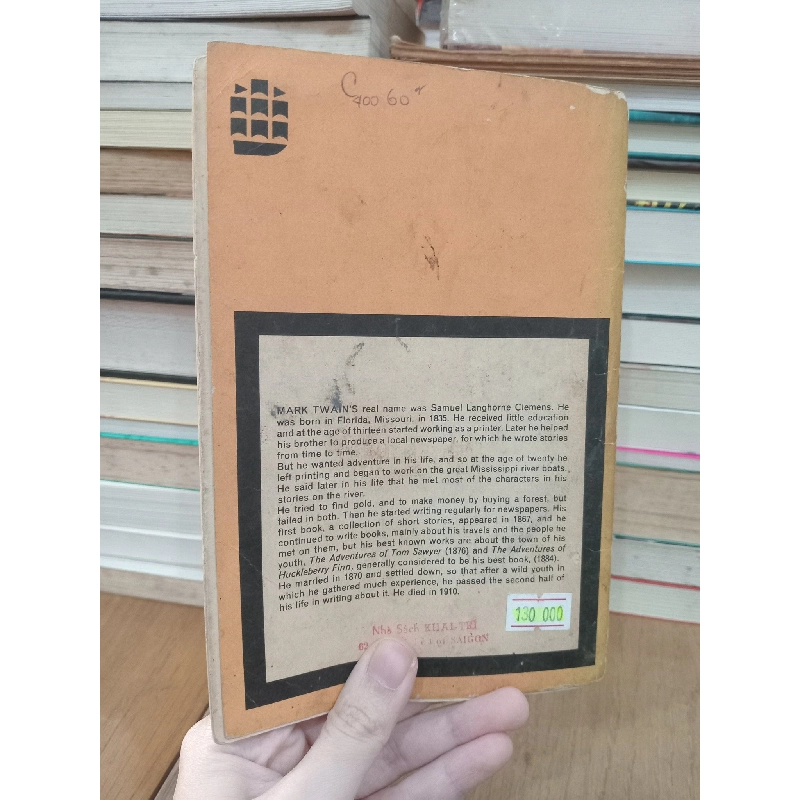 C400 60
MARK TWAIN'S real name was Samuel Langhorne Clemens. He
was born in Florida, Missouri, in 1835. He received little education
and at the age of thirteen started working as a printer. Later he helped
his brother to produce a local newspaper, for which he wrote stories
from time to time.
But he wanted adventure in his life, and so at the age of twenty he
left printing and began to work on the great Mississippi river boats.
He said later in his life that he met most of the characters in his
stories on the river.
He tried to find gold, and to make money by buying a forest, but
failed in both. Then he started writing regularly for newspapers. His
first book, a collection of short stories, appeared in 1867, and he
continued to write books, mainly about his travels and the people he
met on them, but his best known works are about the town of his
youth, The Adventures of Tom Sawyer (1876) and The Adventures of
Huckleberry Finn, generally considered to be his best book, (1884).
He married in 1870 and settled down, so that after a wild youth in
which he gathered much experience, he passed the second half of
his life in writing about it. He died in 1910.
130 000
Nhà Sách KHAI-TRÍ
62 SAIGON